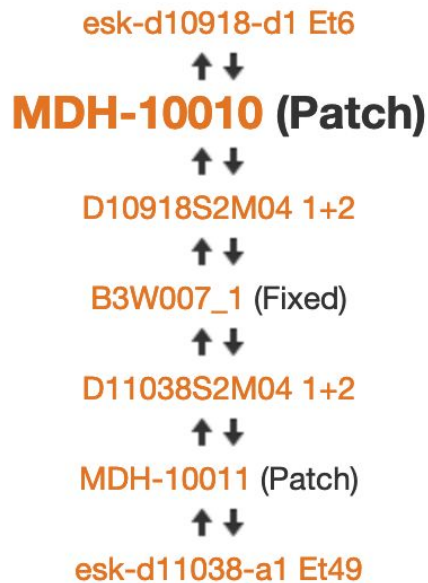 esk-d10918-d1 Et6
MDH-10010 (Patch)
D10918S2M04 1+2
B3W007_1 (Fixed)
D11038S2M04 1+2
MDH-10011 (Patch)
esk-d11038-a1 Et49